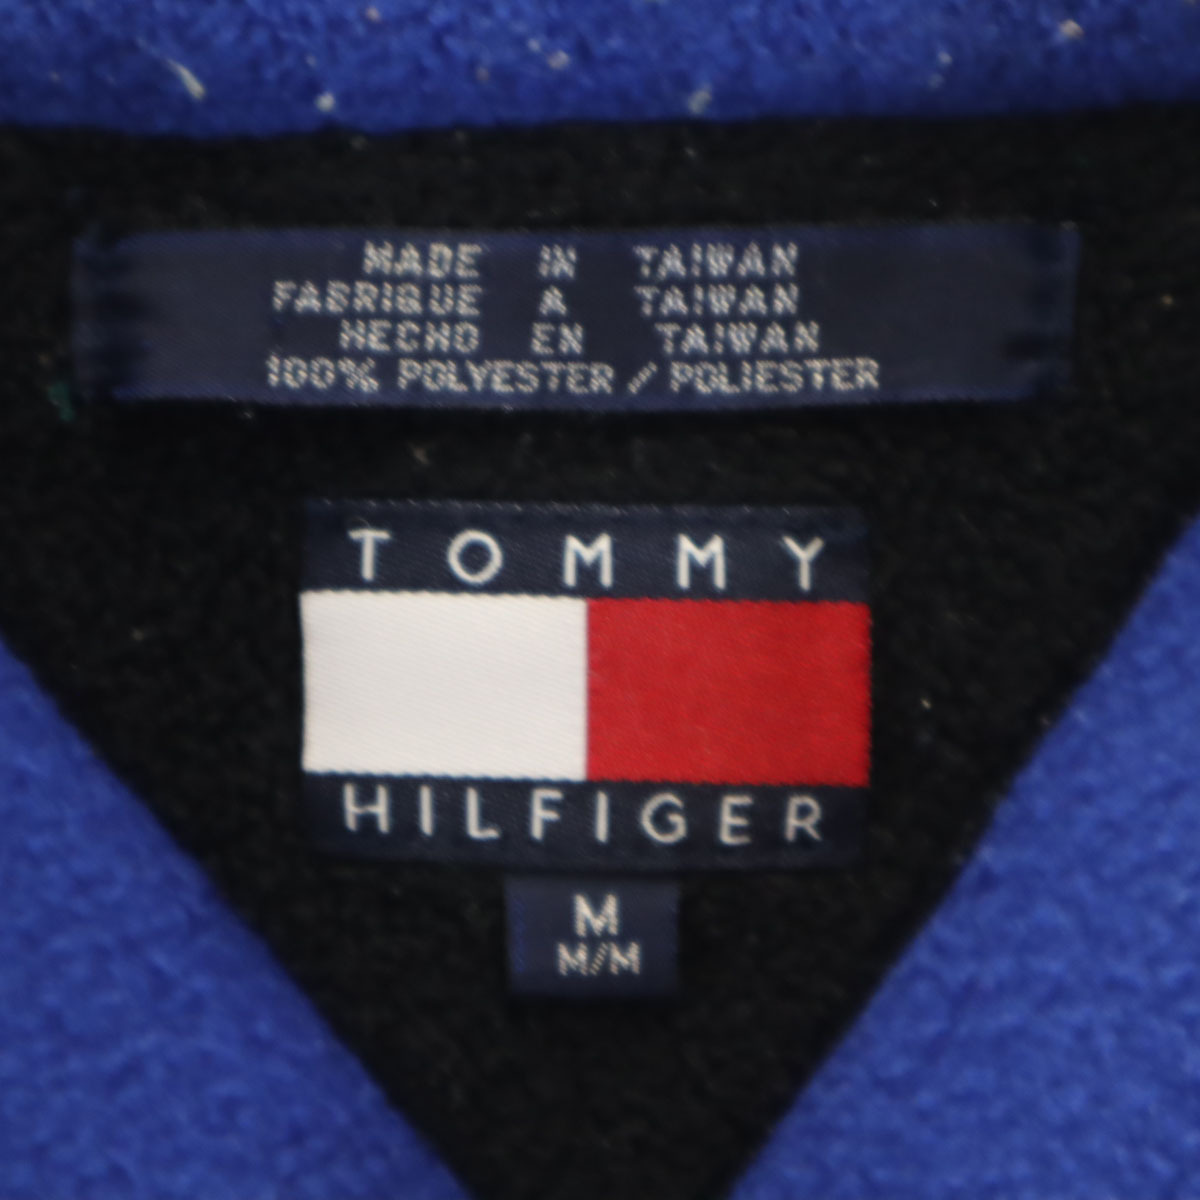 MADE IN TAIWAN
FABRIQUE A TAIWAN
HECHO EN TAIWAN
100% POLYESTER / POLIESTER
TOMMY
HILFIGER
M
M/M